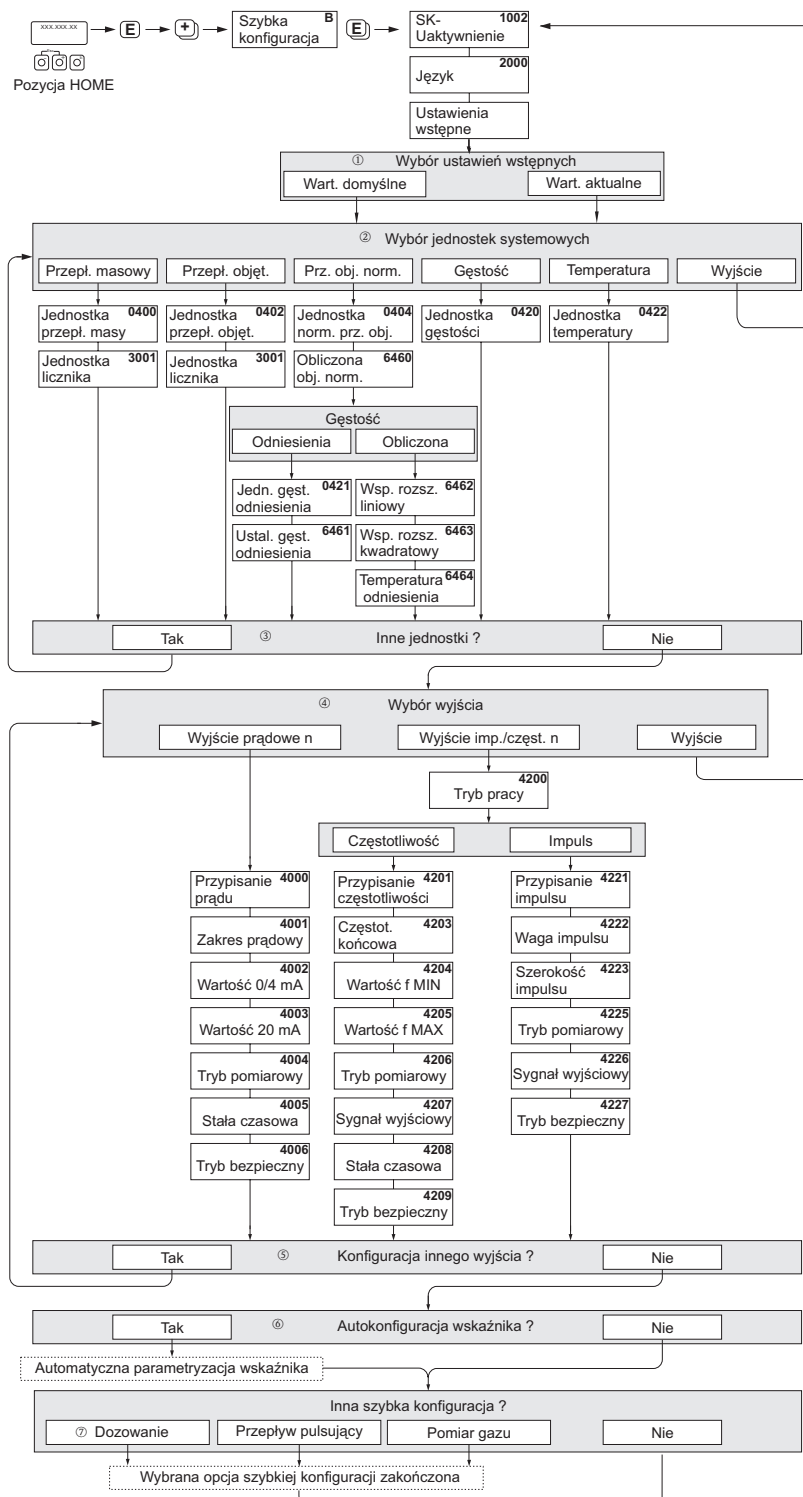 xxx.xxx.xx
E
+
Szybka
konfiguracja
B
E
SK-
Uaktywnienie
1002
Pozycja HOME
Język
2000
Ustawienia
wstępne
① Wybór ustawień wstępnych
Wart. domyślne
Wart. aktualne
② Wybór jednostek systemowych
Przepł. masowy
Przepł. objęt.
Prz. obj. norm.
Gęstość
Temperatura
Wyjście
Jednostka
przepł. masy
0400
Jednostka
przepł. objęt.
0402
Jednostka
norm. prz. obj.
0404
Jednostka
gęstości
0420
Jednostka
temperatury
0422
Jednostka
licznika
3001
Jednostka
licznika
3001
Obliczona
obj. norm.
6460
Gęstość
Odniesienia
Obliczona
Jedn. gęst.
odniesienia
0421
Wsp. rozsz.
liniowy
6462
Ustal. gęst.
odniesienia
6461
Wsp. rozsz.
kwadratowy
6463
Temperatura
odniesienia
6464
Tak
③ Inne jednostki ?
Nie
④ Wybór wyjścia
Wyjście prądowe n
Wyjście imp./częst. n
Wyjście
4200
Tryb pracy
Częstotliwość
Impuls
Przypisanie
prądu
4000
Przypisanie
częstotliwości
4201
Przypisanie
impulsu
4221
4001
Zakres prądowy
Częstot.
końcowa
4203
4222
Waga impulsu
4002
Wartość 0/4 mA
4204
Wartość f MIN
Szerokość
impulsu
4223
4003
Wartość 20 mA
4205
Wartość f MAX
4225
Tryb pomiarowy
4004
Tryb pomiarowy
4206
Tryb pomiarowy
4226
Sygnał wyjściowy
4005
Stała czasowa
4207
Sygnał wyjściowy
4227
Tryb bezpieczny
4006
Tryb bezpieczny
4208
Stała czasowa
4209
Tryb bezpieczny
Tak
⑤ Konfiguracja innego wyjścia ?
Nie
Tak
⑥ Autokonfiguracja wskaźnika ?
Nie
Automatyczna parametryzacja wskaźnika
Inna szybka konfiguracja ?
⑦ Dozowanie
Przepływ pulsujący
Pomiar gazu
Nie
Wybrana opcja szybkiej konfiguracji zakończona